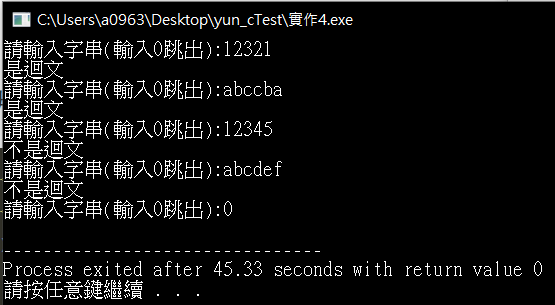 C:\Users\a0963\Desktop\yun_cTest\實作4.exe
請輸入字串(輸入0跳出):12321
是迴文
請輸入字串(輸入0跳出):abccba
是迴文
請輸入字串(輸入0跳出):12345
不是迴文
請輸入字串(輸入0跳出):abcdef
不是迴文
請輸入字串(輸入0跳出):0
--------------------------------
Process exited after 45.33 seconds with return value 0
請按任意鍵繼續 . . .